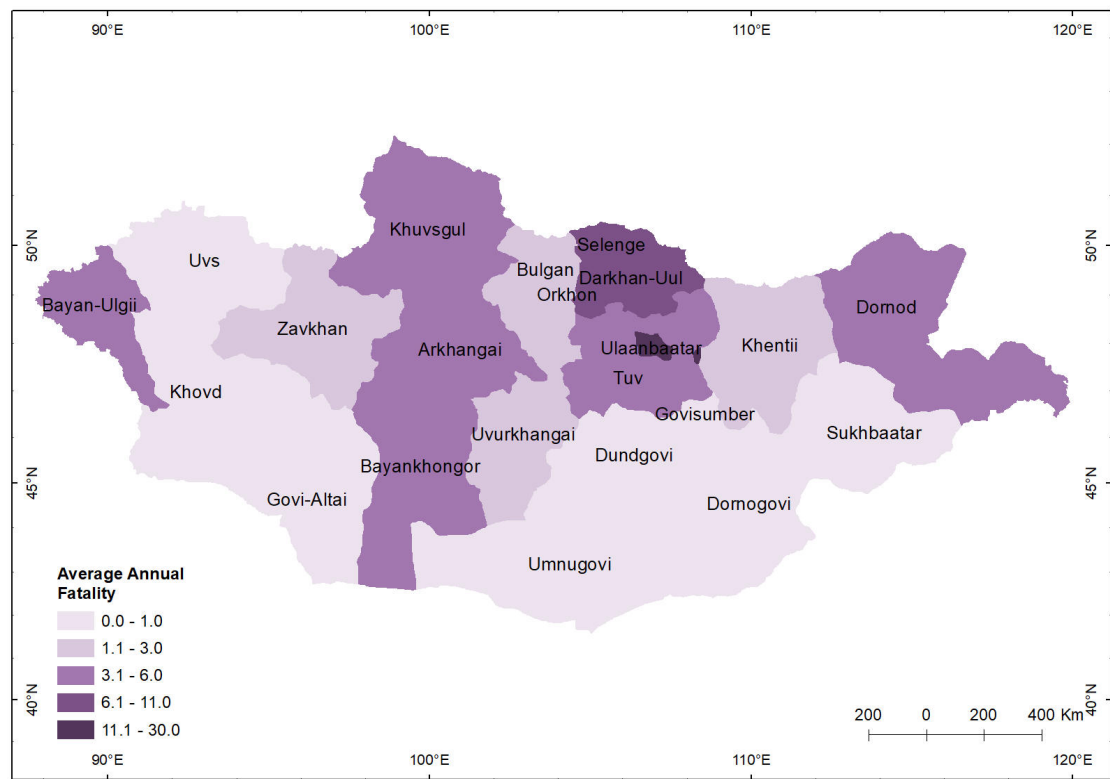 90°E 100°E 110°E 120°E
50°N 50°N
45°N 45°N
40°N 40°N
Khuvsgul
Selenge
Uvs
Bulgan
Darkhan-Uul
Orkhon
Bayan-Ulgii
Dornod
Zavkhan
Arkhangai
Ulaanbaatar
Khentii
Tuv
Khovd
Govisumber
Uvurkhangai
Sukhbaatar
Dundgovi
Bayankhongor
Govi-Altai
Dornogovi
Umnugovi
Average Annual
Fatality
0.0 - 1.0
1.1 - 3.0
3.1 - 6.0
6.1 - 11.0
11.1 - 30.0
200 0 200 400 Km
90°E 100°E 110°E 120°E